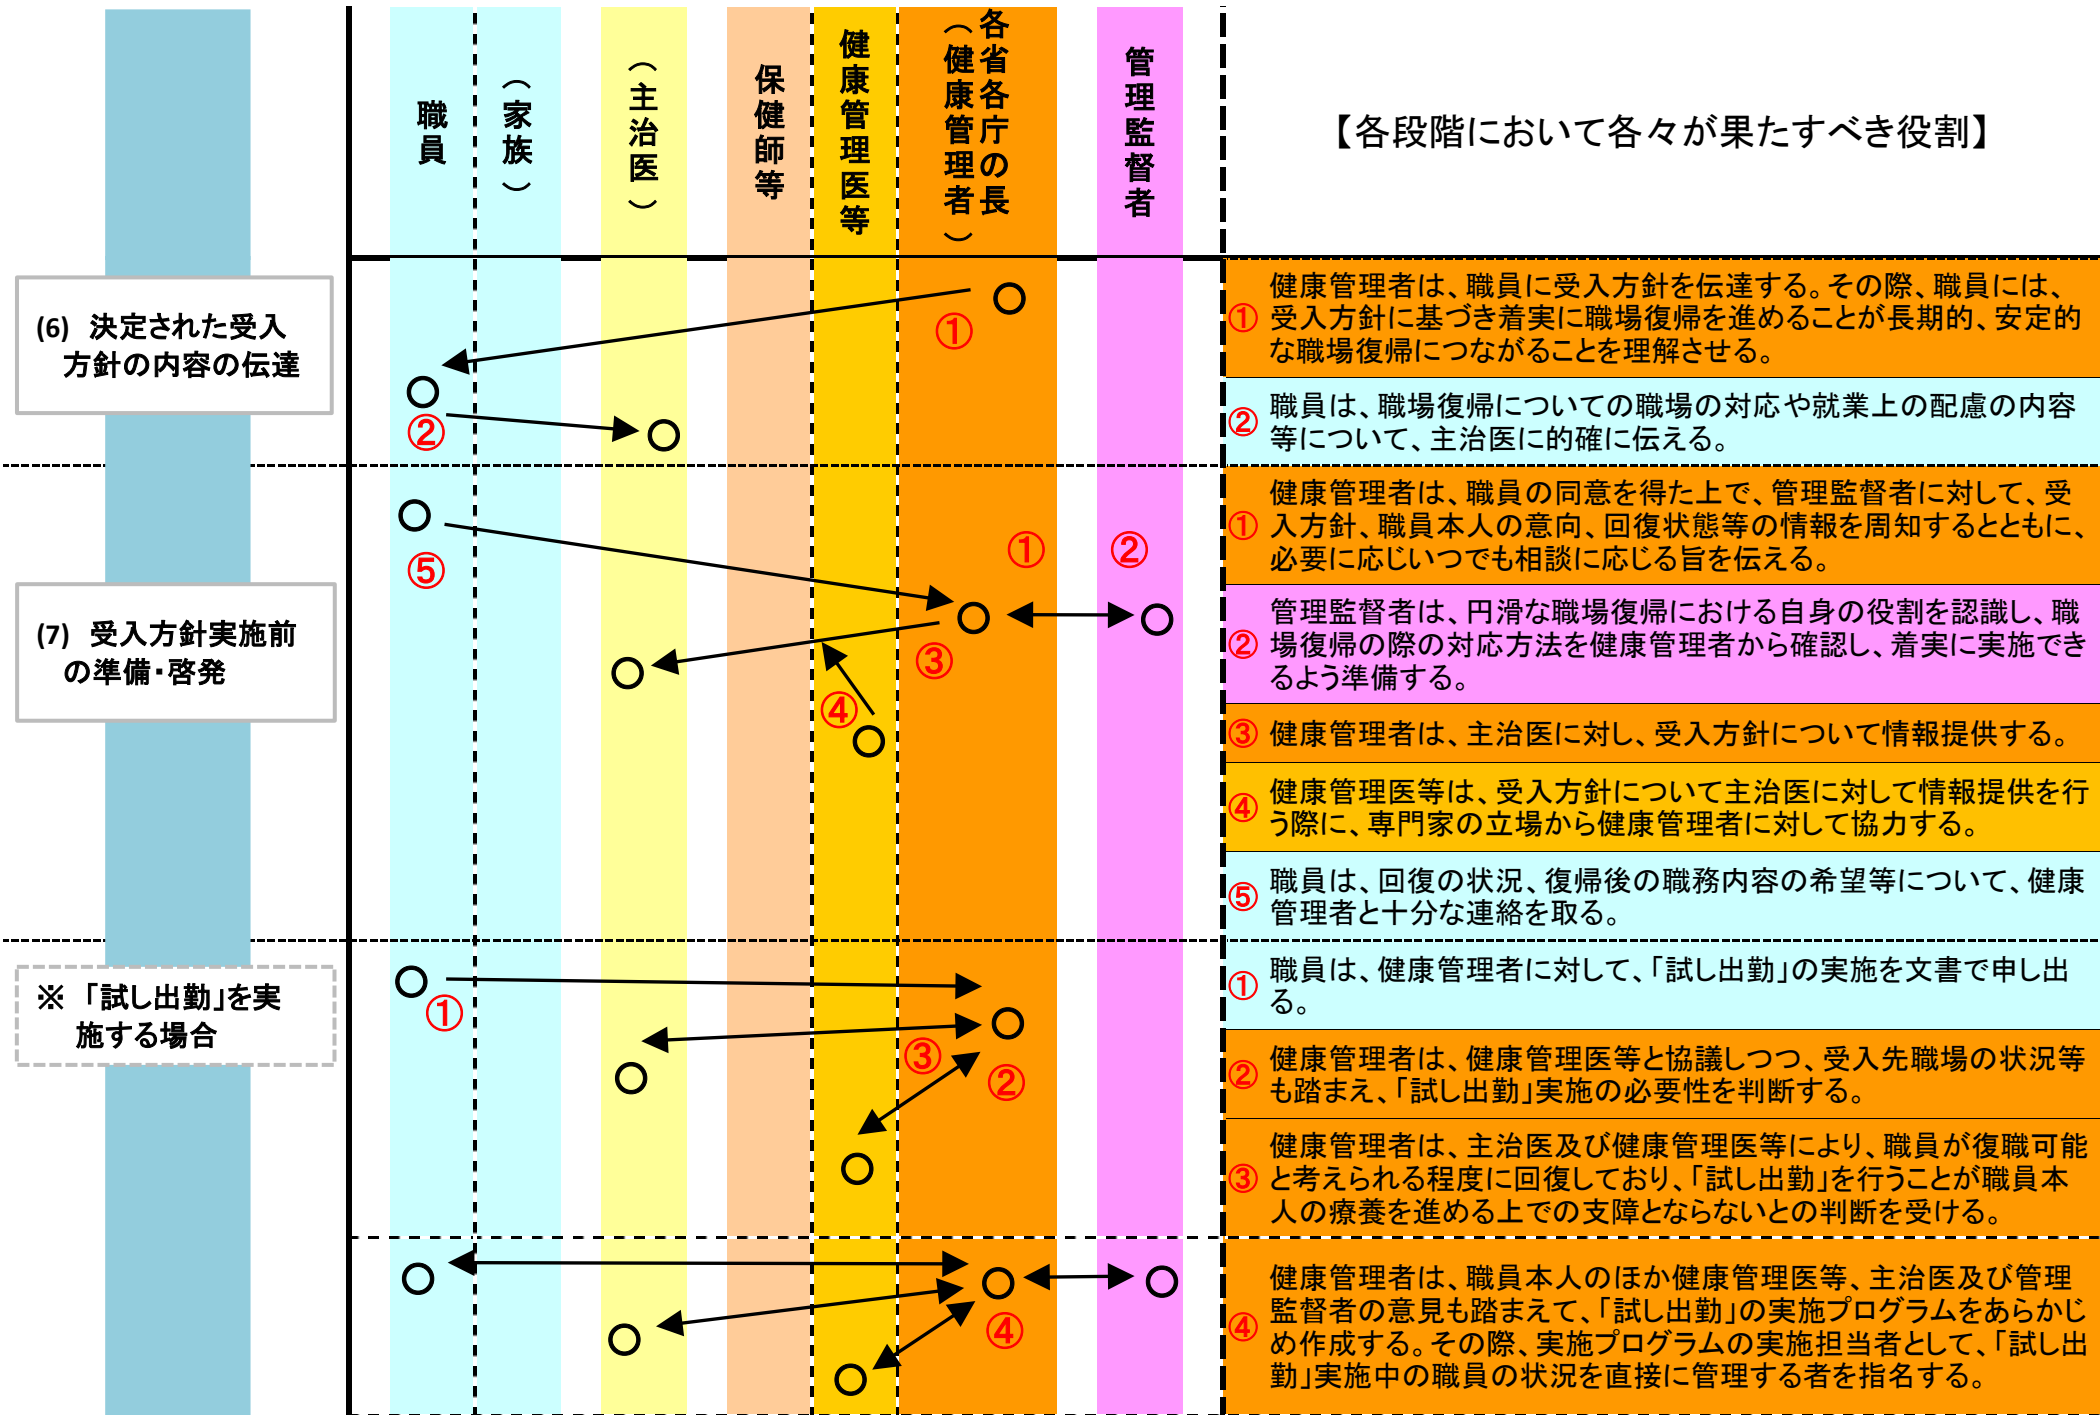 職員
（家族）
（主治医）
保健師等
健康管理医等
各省各庁の長
（健康管理者）
管理監督者
【各段階において各々が果たすべき役割】
(6) 決定された受入
方針の内容の伝達
①
②
① 健康管理者は、職員に受入方針を伝達する。その際、職員には、
受入方針に基づき着実に職場復帰を進めることが長期的、安定的
な職場復帰につながることを理解させる。
② 職員は、職場復帰についての職場の対応や就業上の配慮の内容
等について、主治医に的確に伝える。
(7) 受入方針実施前
の準備・啓発
⑤
①
②
③
④
① 健康管理者は、職員の同意を得た上で、管理監督者に対して、受
入方針、職員本人の意向、回復状態等の情報を周知するとともに、
必要に応じいつでも相談に応じる旨を伝える。
② 管理監督者は、円滑な職場復帰における自身の役割を認識し、職
場復帰の際の対応方法を健康管理者から確認し、着実に実施でき
るよう準備する。
③ 健康管理者は、主治医に対し、受入方針について情報提供する。
④ 健康管理医等は、受入方針について主治医に対して情報提供を行
う際に、専門家の立場から健康管理者に対して協力する。
⑤ 職員は、回復の状況、復帰後の職務内容の希望等について、健康
管理者と十分な連絡を取る。
※ 「試し出勤」を実
施する場合
①
③
②
④
① 職員は、健康管理者に対して、「試し出勤」の実施を文書で申し出
る。
② 健康管理者は、健康管理医等と協議しつつ、受入先職場の状況等
も踏まえ、「試し出勤」実施の必要性を判断する。
③ 健康管理者は、主治医及び健康管理医等により、職員が復職可能
と考えられる程度に回復しており、「試し出勤」を行うことが職員本
人の療養を進める上での支障とならないとの判断を受ける。
④ 健康管理者は、職員本人のほか健康管理医等、主治医及び管理
監督者の意見も踏まえて、「試し出勤」の実施プログラムをあらかじ
め作成する。その際、実施プログラムの実施担当者として、「試し出
勤」実施中の職員の状況を直接に管理する者を指名する。